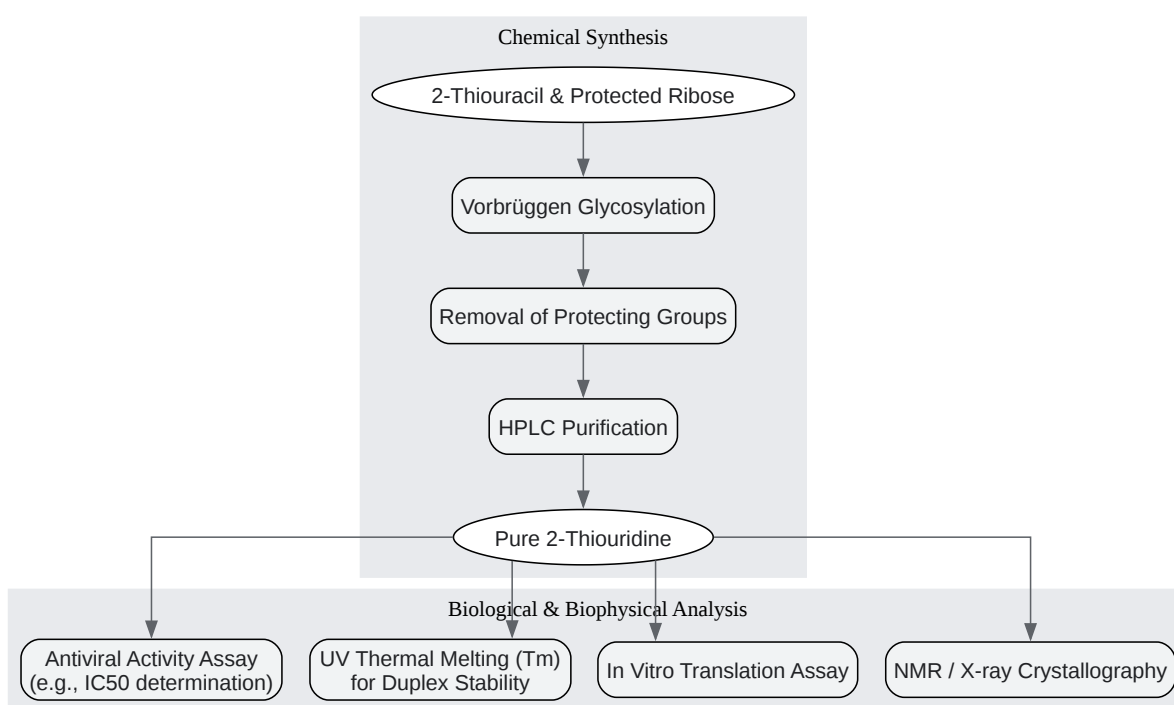 Chemical Synthesis
2-Thiouracil & Protected Ribose
Vorbrüggen Glycosylation
Removal of Protecting Groups
HPLC Purification
Pure 2-Thiouridine
Biological & Biophysical Analysis
Antiviral Activity Assay
(e.g., IC50 determination)
UV Thermal Melting (Tm)
for Duplex Stability
In Vitro Translation Assay
NMR / X-ray Crystallography